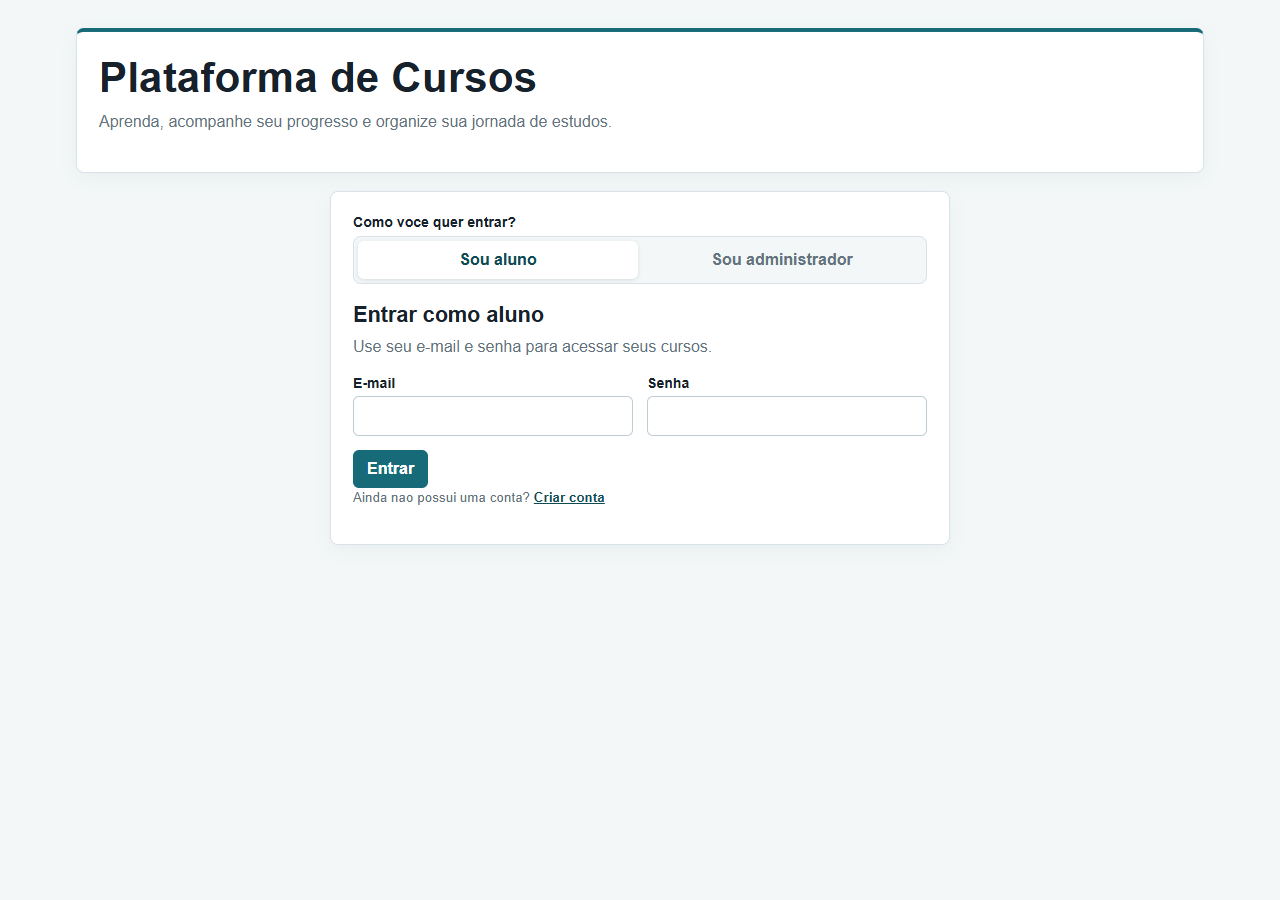 Plataforma de Cursos
Aprenda, acompanhe seu progresso e organize sua jornada de estudos.
Como voce quer entrar?
Sou aluno Sou administrador
Entrar como aluno
Use seu e-mail e senha para acessar seus cursos.
E-mail Senha
Entrar
Ainda nao possui uma conta? Criar conta